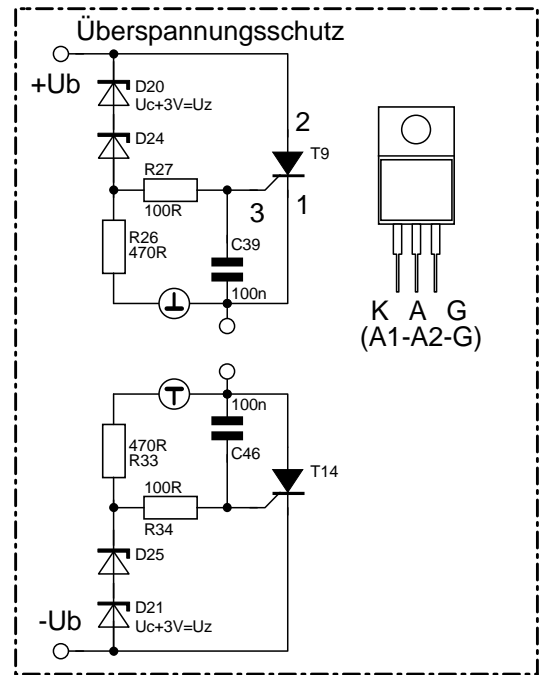 Überspannungsschutz
+Ub
D20
Uc+3V=Uz
D24
2
T9
R27
100R
3
1
R26
470R
C39
100n
K A G
(A1-A2-G)
100n
470R
R33
C46
T14
100R
R34
D25
D21
-Ub
Uc+3V=Uz